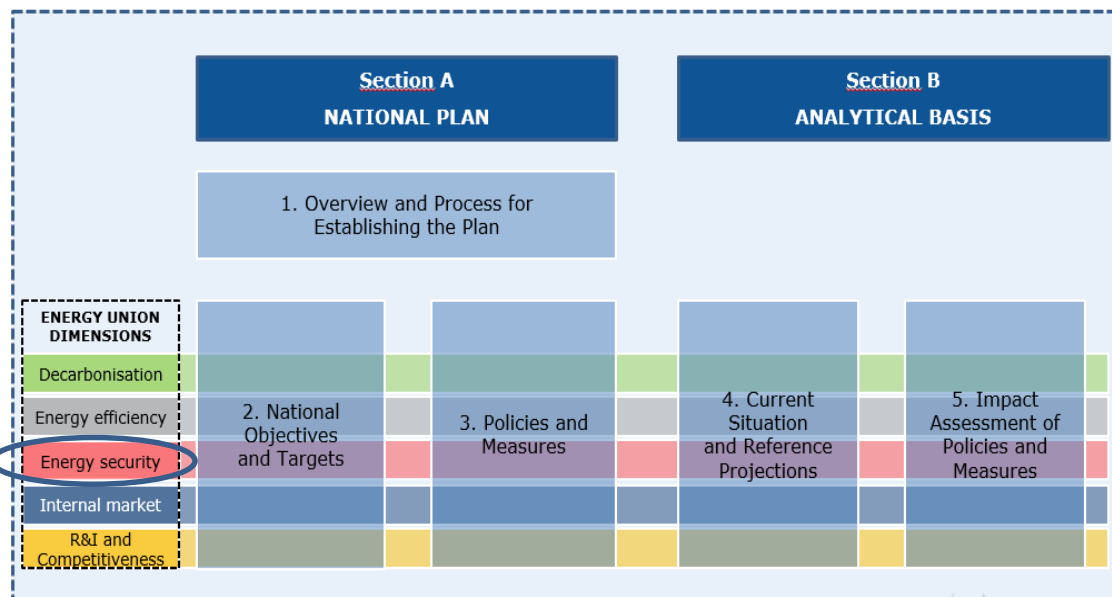 Section A
NATIONAL PLAN
Section B
ANALYTICAL BASIS
1. Overview and Process for
Establishing the Plan
ENERGY UNION
DIMENSIONS
Decarbonisation
Energy efficiency
Energy security
Internal market
R&I and
Competitiveness
2. National
Objectives
and Targets
3. Policies and
Measures
4. Current
Situation
and Reference
Projections
5. Impact
Assessment of
Policies and
Measures